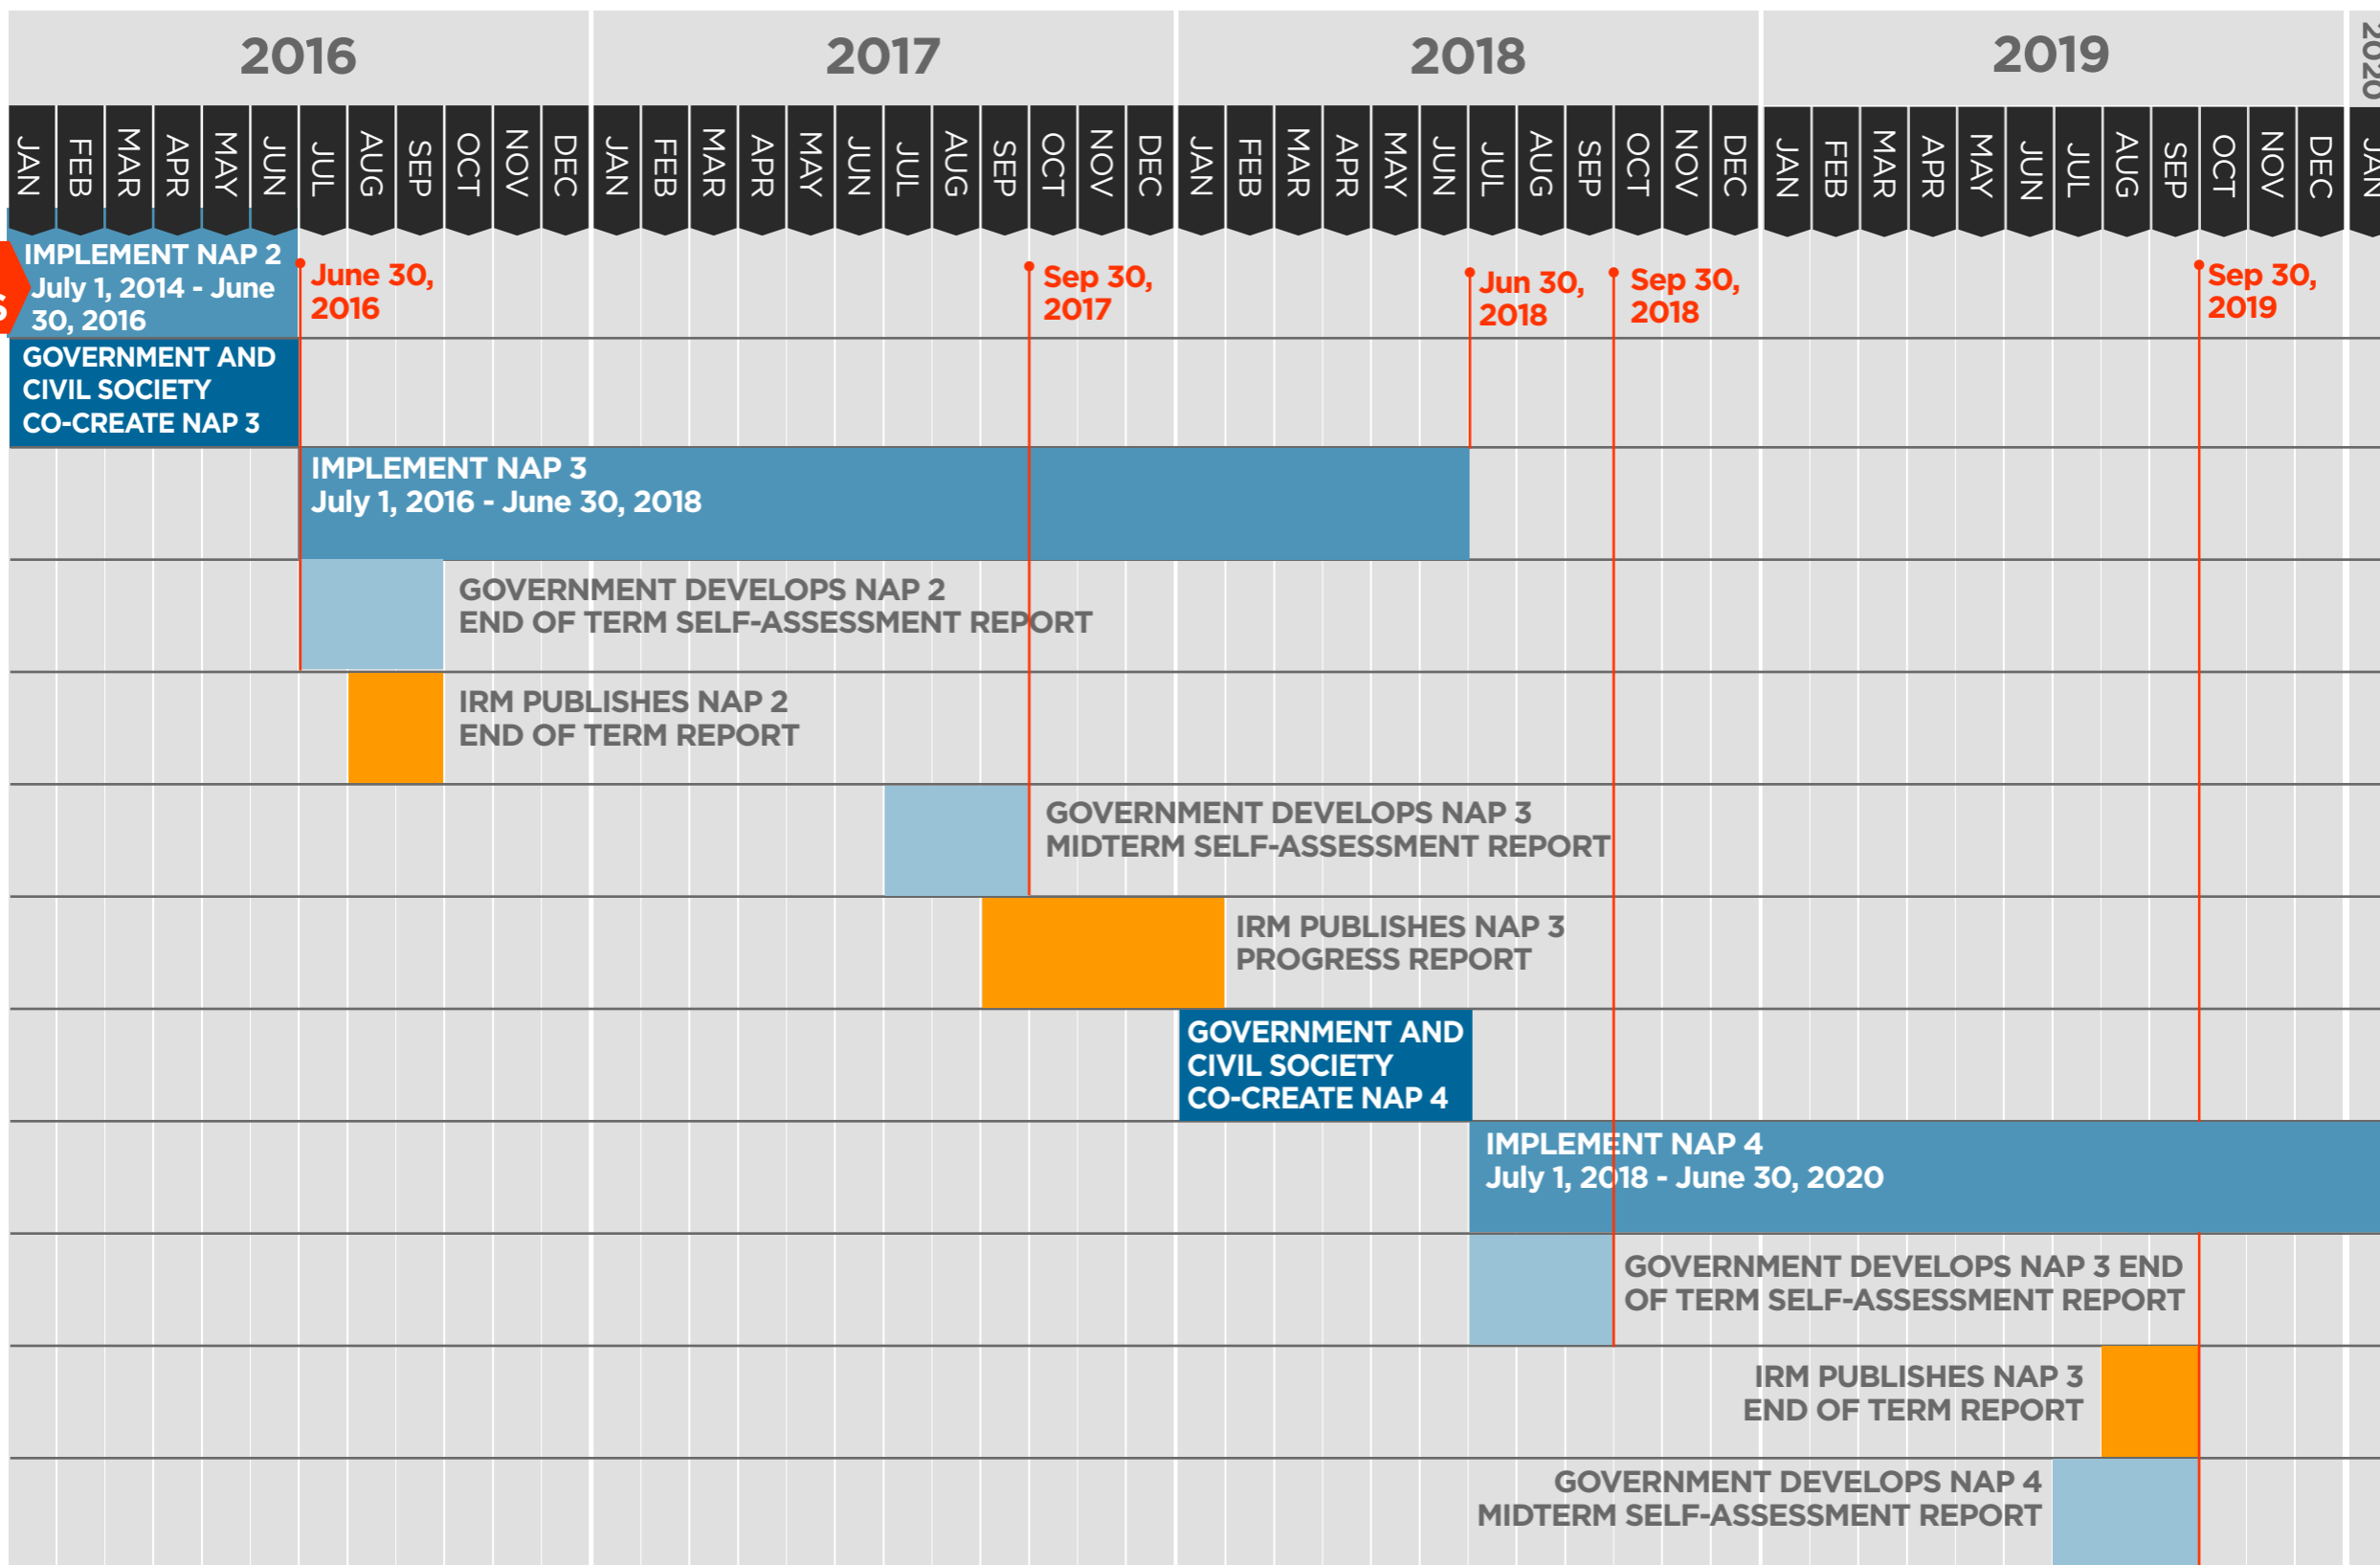 2016 2017 2018 2019 2020
JAN FEB MAR APR MAY JUN JUL AUG SEP OCT NOV DEC JAN FEB MAR APR MAY JUN JUL AUG SEP OCT NOV DEC JAN FEB MAR APR MAY JUN JUL AUG SEP OCT NOV DEC JAN FEB MAR APR MAY JUN JUL AUG SEP OCT NOV DEC JAN
S
IMPLEMENT NAP 2
July 1, 2014 - June
30, 2016
June 30,
2016
Sep 30,
2017
Jun 30,
2018
Sep 30,
2018
Sep 30,
2019
GOVERNMENT AND
CIVIL SOCIETY
CO-CREATE NAP 3
IMPLEMENT NAP 3
July 1, 2016 - June 30, 2018
GOVERNMENT DEVELOPS NAP 2
END OF TERM SELF-ASSESSMENT REPORT
IRM PUBLISHES NAP 2
END OF TERM REPORT
GOVERNMENT DEVELOPS NAP 3
MIDTERM SELF-ASSESSMENT REPORT
IRM PUBLISHES NAP 3
PROGRESS REPORT
GOVERNMENT AND
CIVIL SOCIETY
CO-CREATE NAP 4
IMPLEMENT NAP 4
July 1, 2018 - June 30, 2020
GOVERNMENT DEVELOPS NAP 3 END
OF TERM SELF-ASSESSMENT REPORT
IRM PUBLISHES NAP 3
END OF TERM REPORT
GOVERNMENT DEVELOPS NAP 4
MIDTERM SELF-ASSESSMENT REPORT